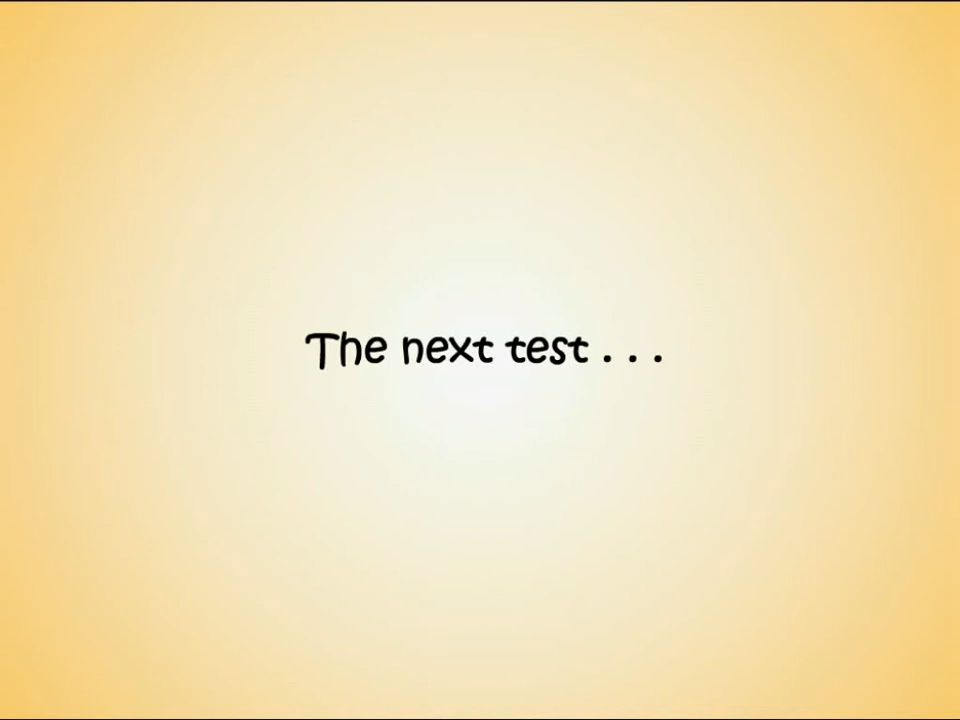 The next test . . .